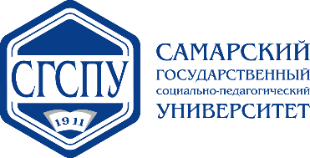 СГСПУ
1911
САМАРСКИЙ
ГОСУДАРСТВЕННЫЙ
социально-педагогический
УНИВЕРСИТЕТ